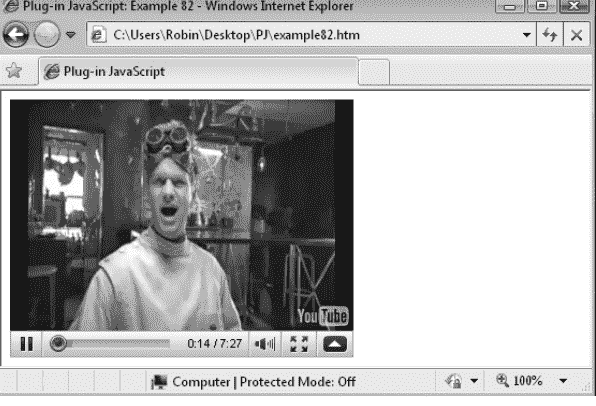 Plug-in JavaScript: Example 82 - Windows Internet Explorer
C:\Users\Robin\Desktop\PJ\example82.htm
Plug-in JavaScript
YouTube
0:14 / 7:27
Computer | Protected Mode: Off
100%